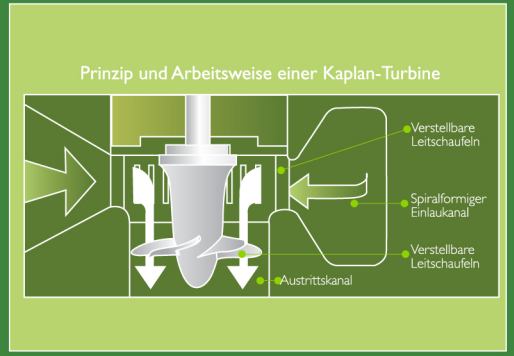 Prinzip und Arbeitsweise einer Kaplan-Turbine
Verstellbare
Leitschaufeln
Spiralformiger
Einlaukanal
Verstellbare
Leitschaufeln
Austrittskanal